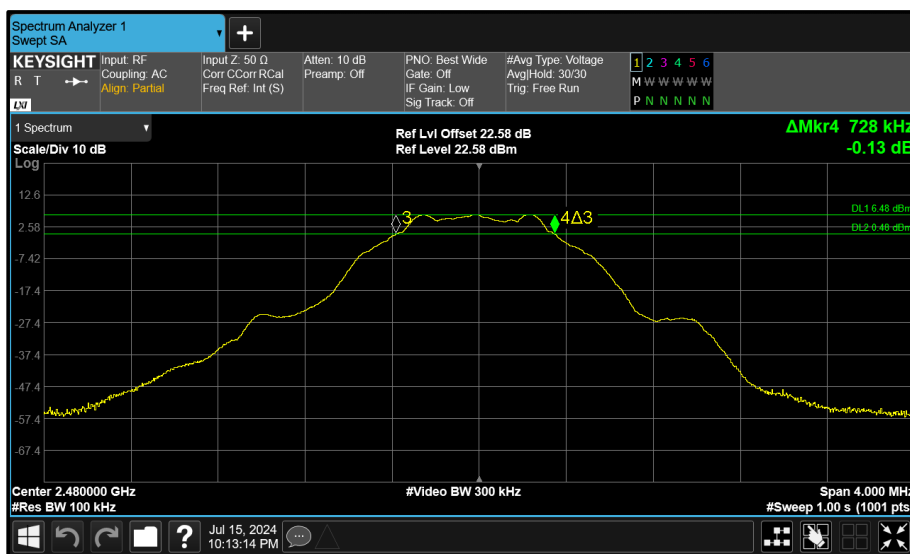 Spectrum Analyzer 1
Swept SA
KEYSIGHT
R T
LXI
Input: RF
Coupling: AC
Align: Partial
Input Z: 50 Ω
Corr CCorr RCal
Freq Ref: Int (S)
Atten: 10 dB
Preamp: Off
PNO: Best Wide
Gate: Off
IF Gain: Low
Sig Track: Off
#Avg Type: Voltage
Avg|Hold: 30/30
Trig: Free Run
1 2 3 4 5 6
M W W W W W
P N N N N N
1 Spectrum
Scale/Div 10 dB
Log
Ref Lvl Offset 22.58 dB
Ref Level 22.58 dBm
ΔMkr4 728 kHz
-0.13 dB
12.6
2.58
-7.42
-17.4
-27.4
-37.4
-47.4
-57.4
-67.4
3
4Δ3
DL1 6.48 dBm
DL2 0.48 dBm
Center 2.480000 GHz
#Res BW 100 kHz
#Video BW 300 kHz
Span 4.000 MHz
#Sweep 1.00 s (1001 pts
?
Jul 15, 2024
10:13:14 PM